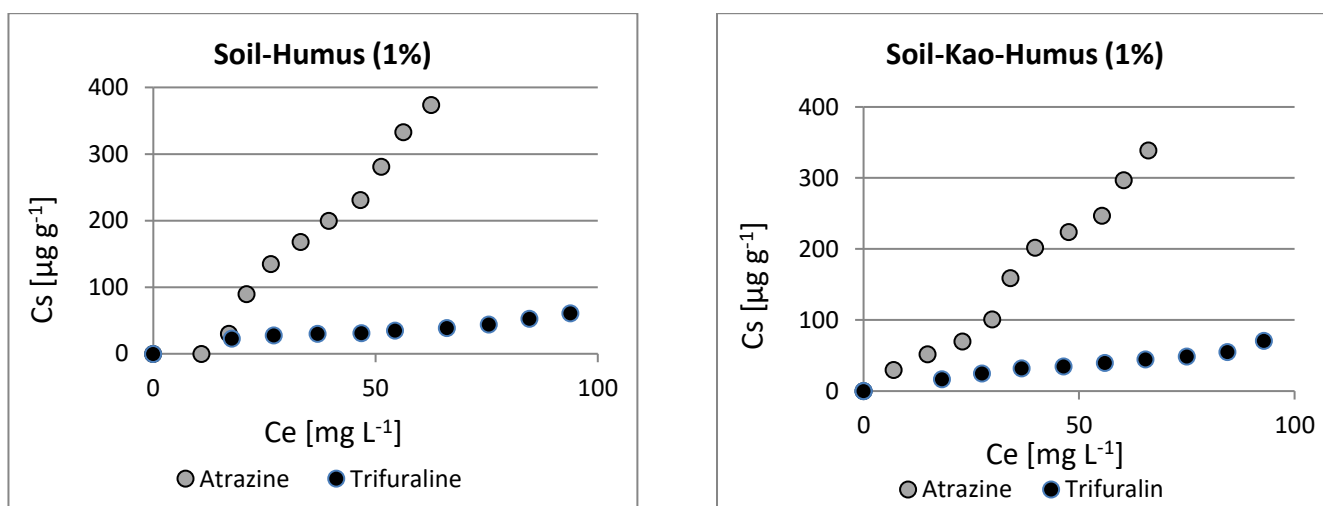 Soil-Humus (1%)
400
300
200
100
0
Cs [µg g⁻¹]
0 50 100
Ce [mg L⁻¹]
Atrazine Trifuraline
Soil-Kao-Humus (1%)
400
300
200
100
0
Cs [µg g⁻¹]
0 50 100
Ce [mg L⁻¹]
Atrazine Trifuralin